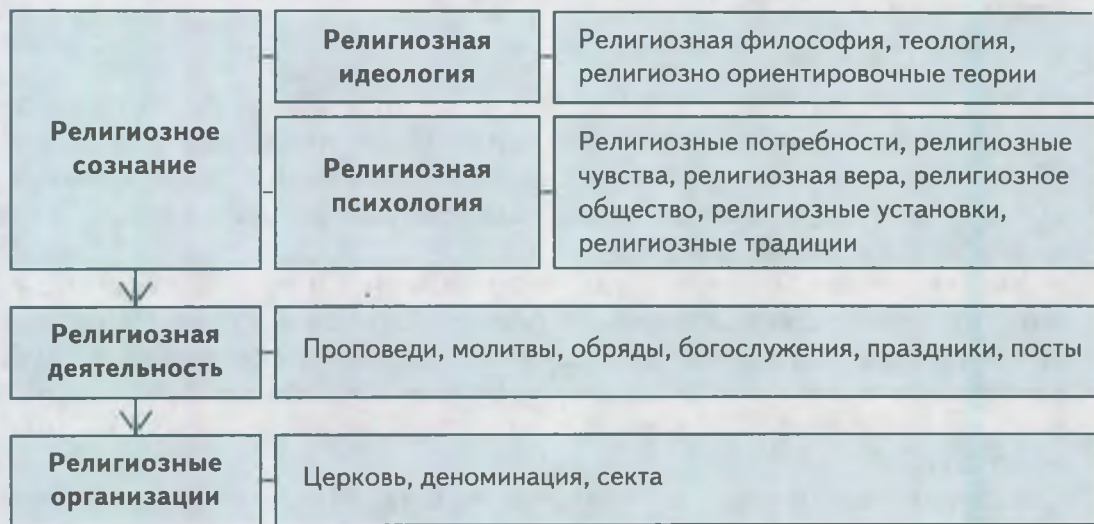 Религиозное
сознание
Религиозная
идеология
Религиозная философия, теология,
религиозно ориентировочные теории
Религиозная
психология
Религиозные потребности, религиозные
чувства, религиозная вера, религиозное
общество, религиозные установки,
религиозные традиции
Религиозная
деятельность
Проповеди, молитвы, обряды, богослужения, праздники, посты
Религиозные
организации
Церковь, деноминация, секта